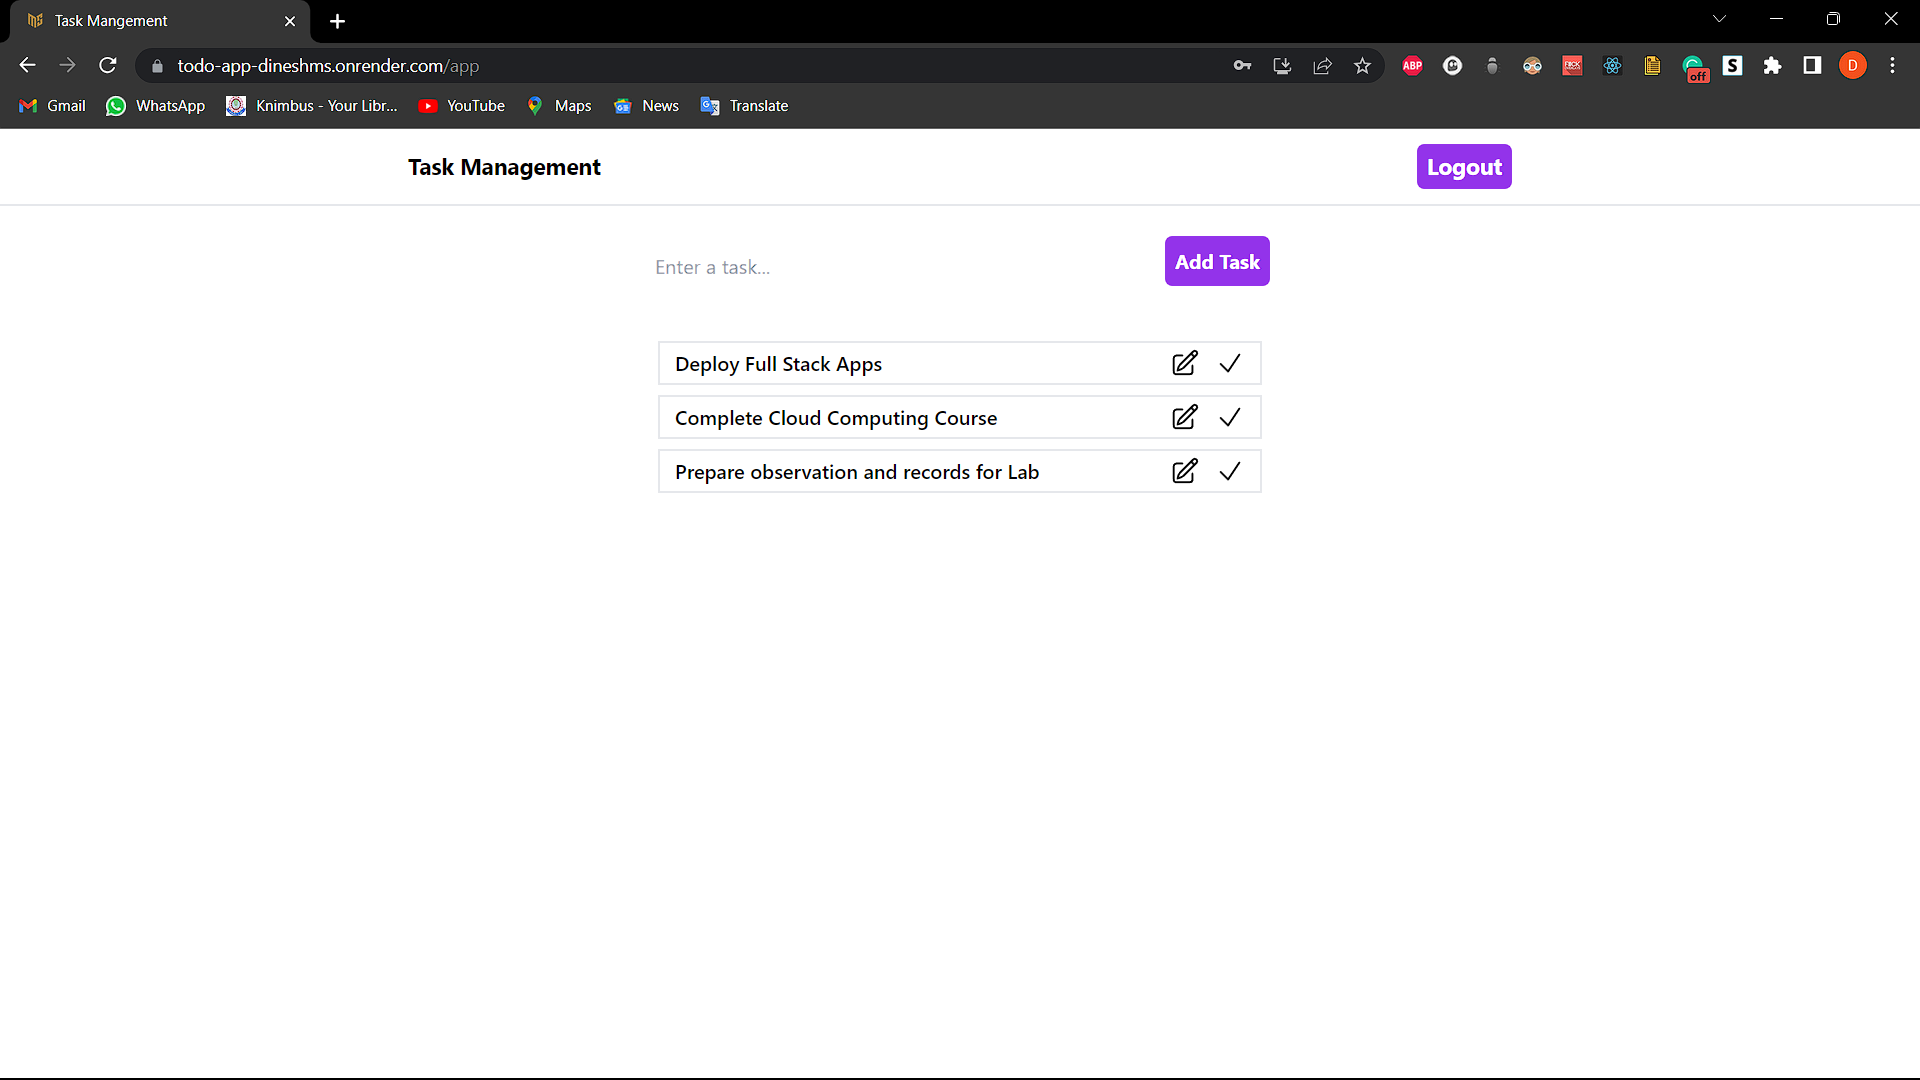 Task Mangement
todo-app-dineshms.onrender.com/app
ABP
off
S
D
Gmail
WhatsApp
Knimbus - Your Libr...
YouTube
Maps
News
Translate
Task Management
Logout
Enter a task...
Add Task
Deploy Full Stack Apps
Complete Cloud Computing Course
Prepare observation and records for Lab